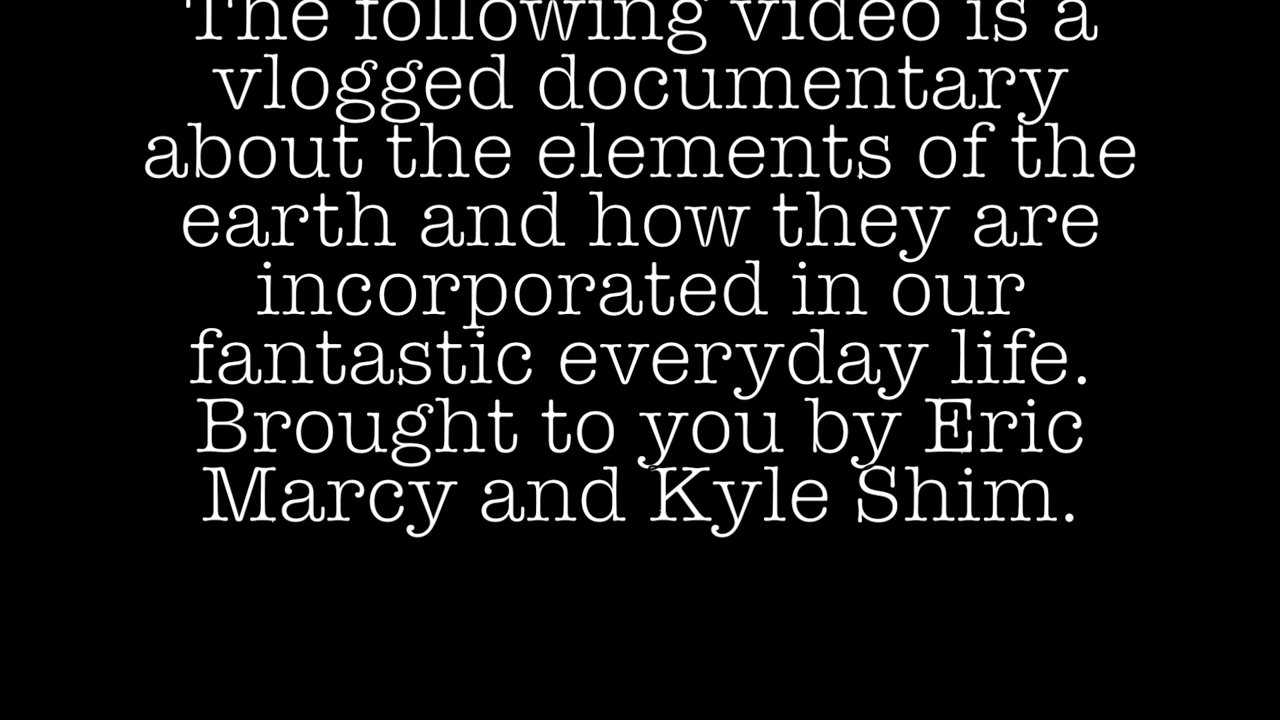 The following video is a
vlogged documentary
about the elements of the
earth and how they are
incorporated in our
fantastic everyday life.
Brought to you by Eric
Marcy and Kyle Shim.